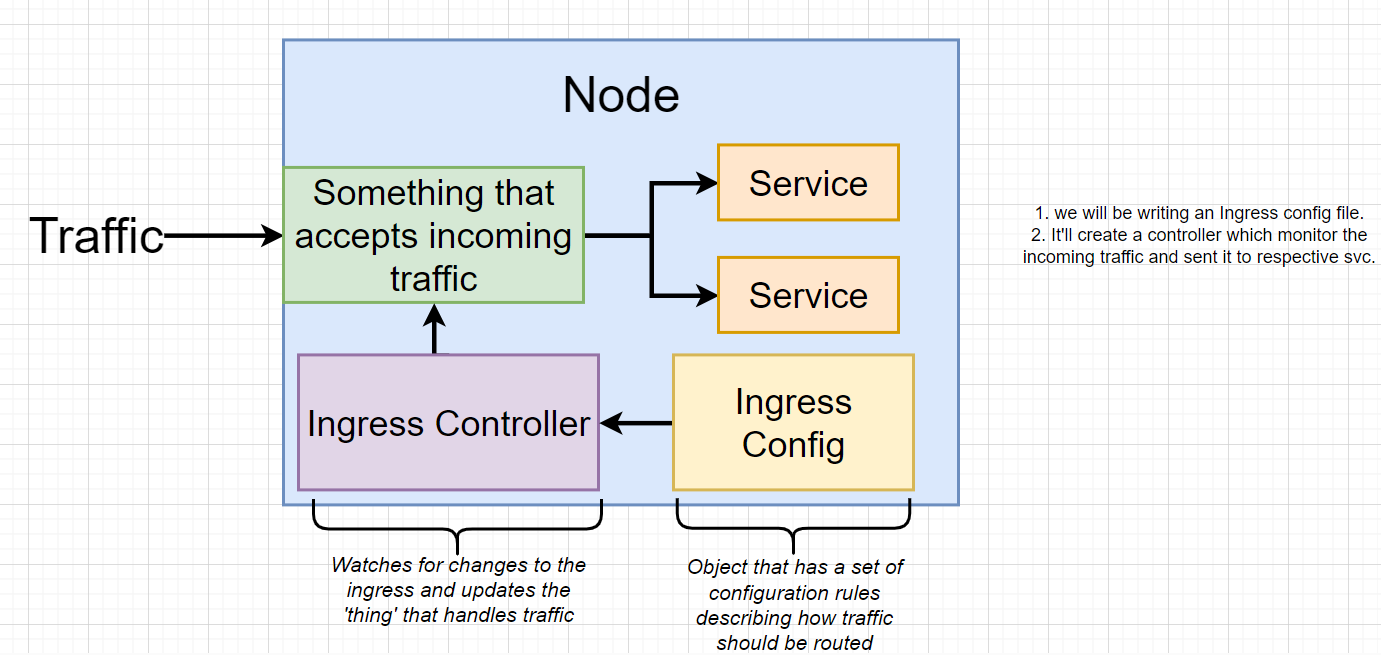 Node
Traffic
Something that
accepts incoming
traffic
Service
Service
Ingress Controller
Ingress
Config
Watches for changes to the
ingress and updates the
'thing' that handles traffic
Object that has a set of
configuration rules
describing how traffic
should be routed
1. we will be writing an Ingress config file.
2. It'll create a controller which monitor the
incoming traffic and sent it to respective svc.